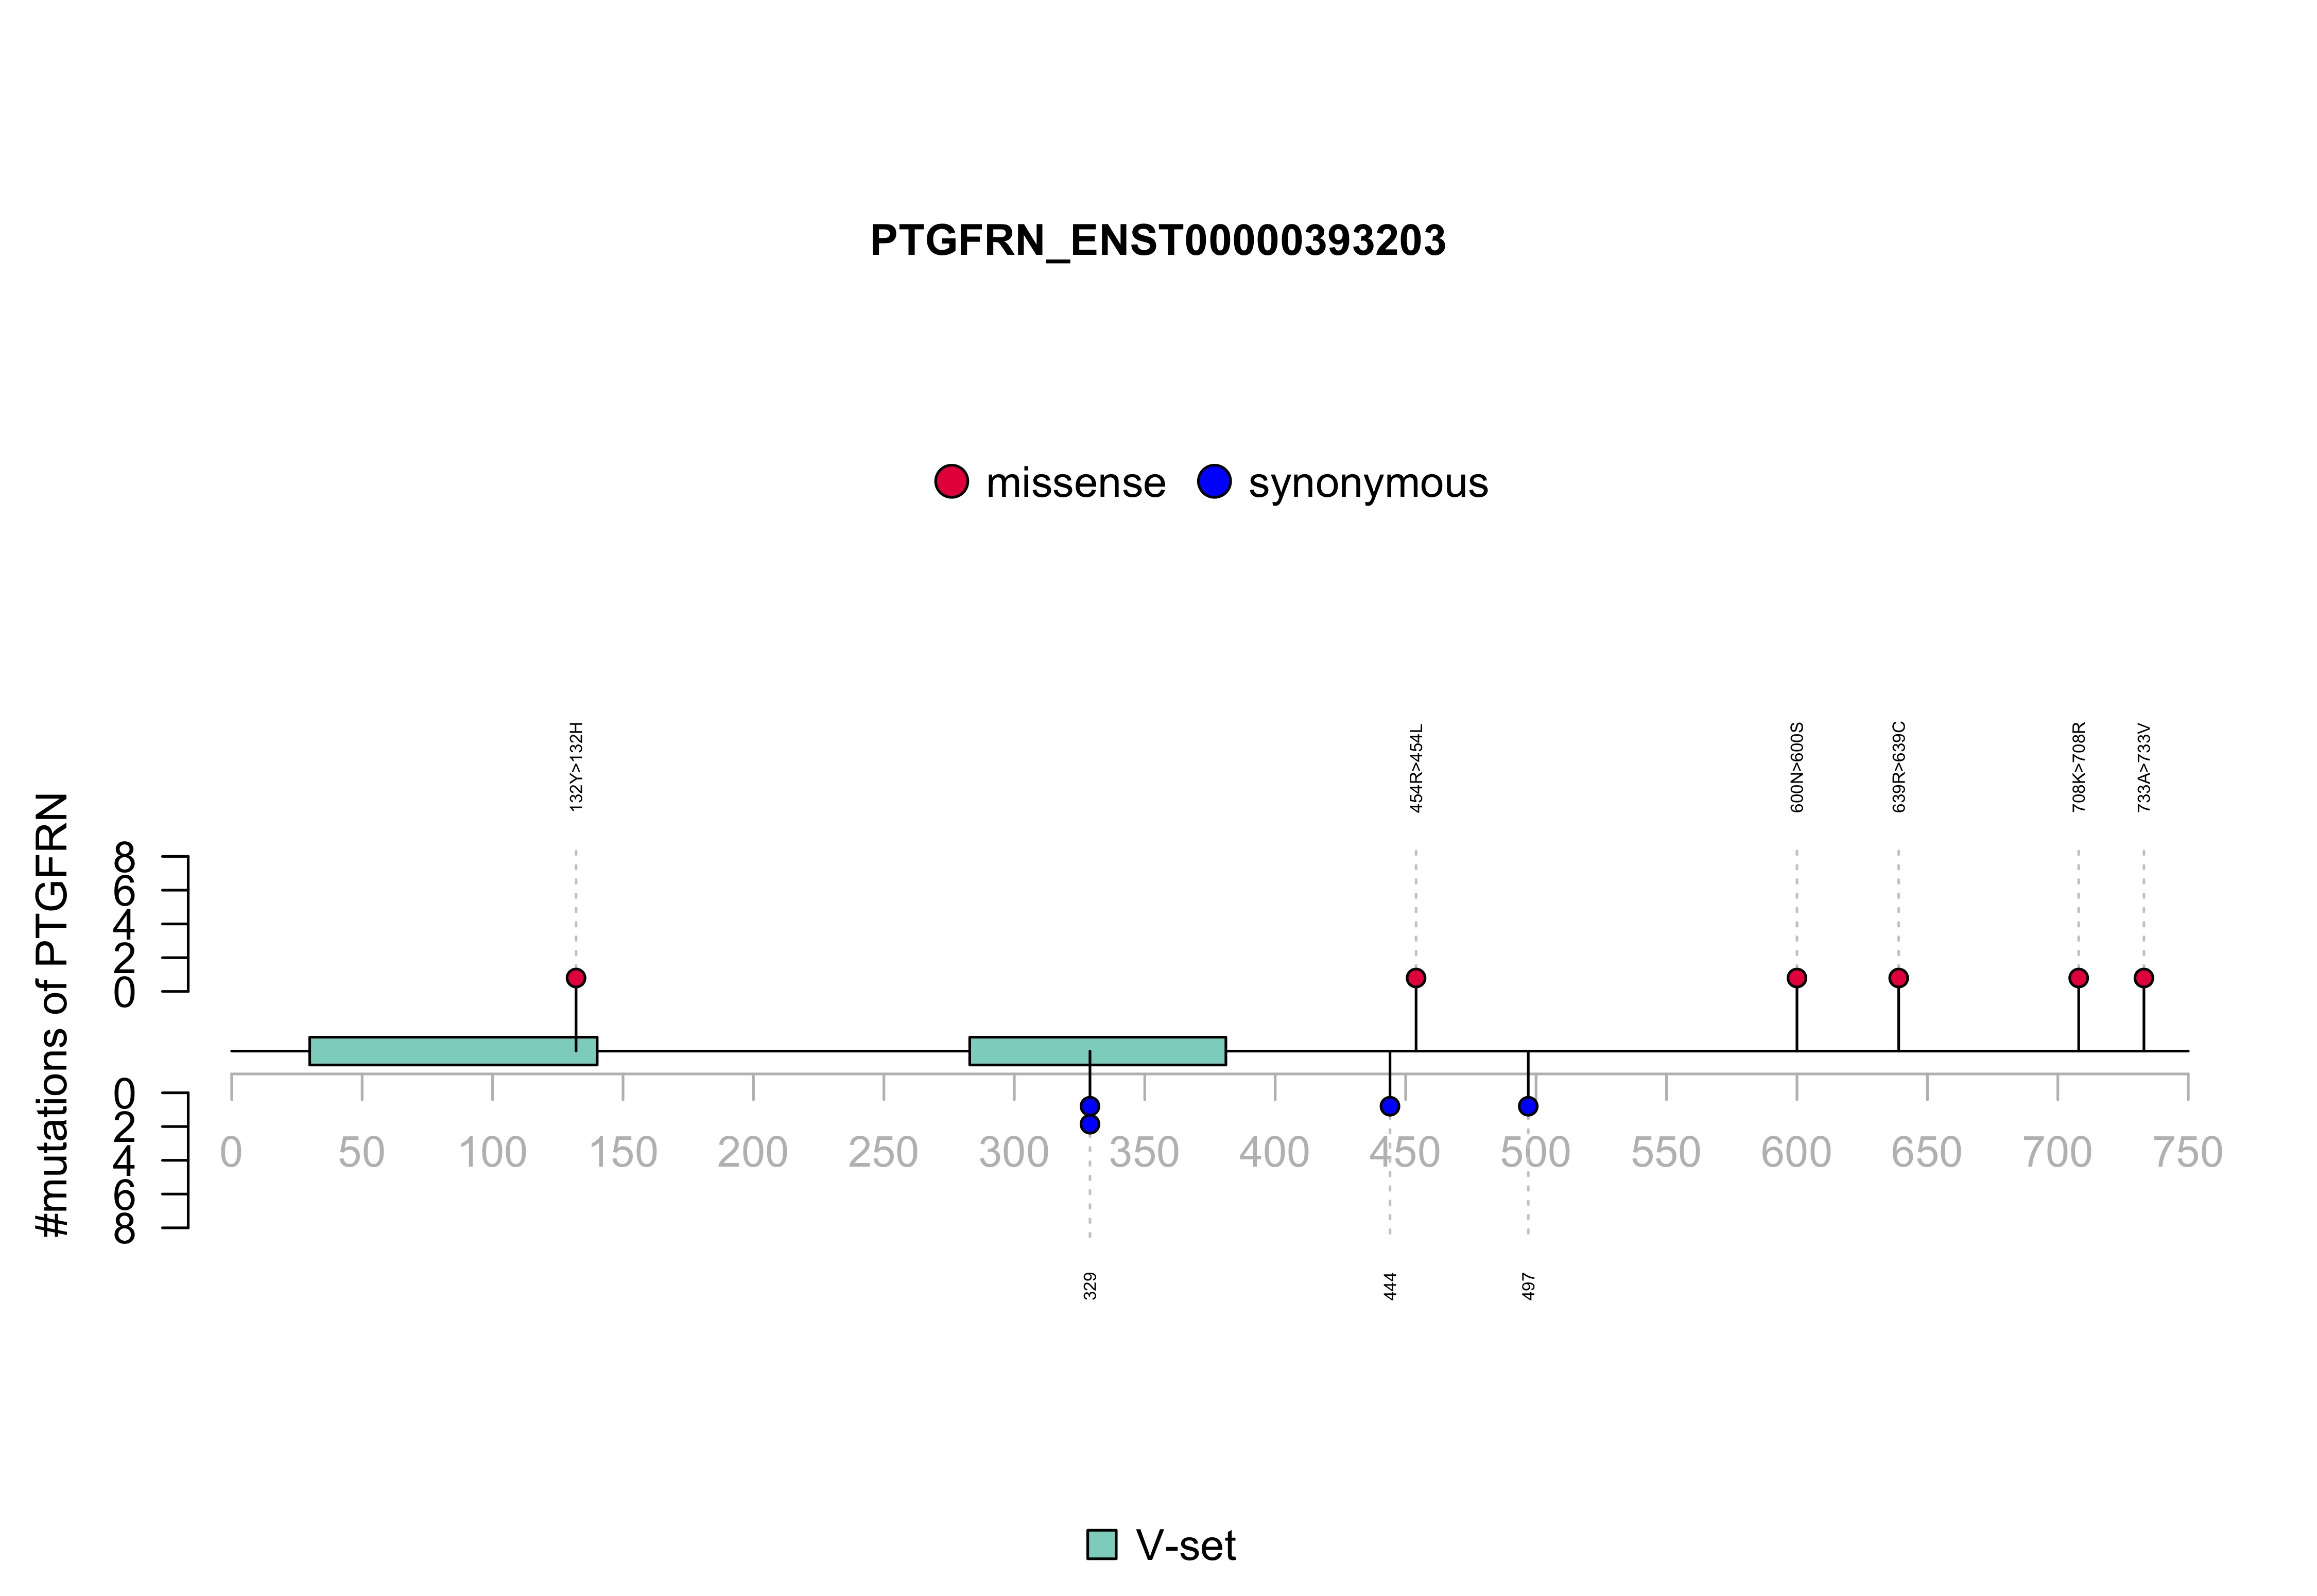 PTGFRN_ENST00000393203
missense synonymous
132Y>132H 454R>454L 600N>600S 639R>639C 708K>708R 733A>733V
#mutations of PTGFRN
8
6
4
2
0
0
2
4
6
8
0 50 100 150 200 250 300 350 400 450 500 550 600 650 700 750
329 444 497
V-set